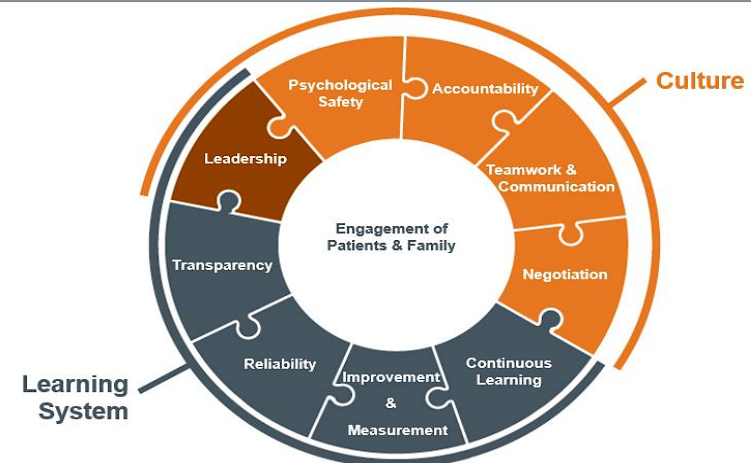 Culture
Psychological
Safety
Accountability
Teamwork &
Communication
Negotiation
Continuous
Learning
Improvement
&
Measurement
Reliability
Transparency
Leadership
Engagement of
Patients & Family
Learning
System